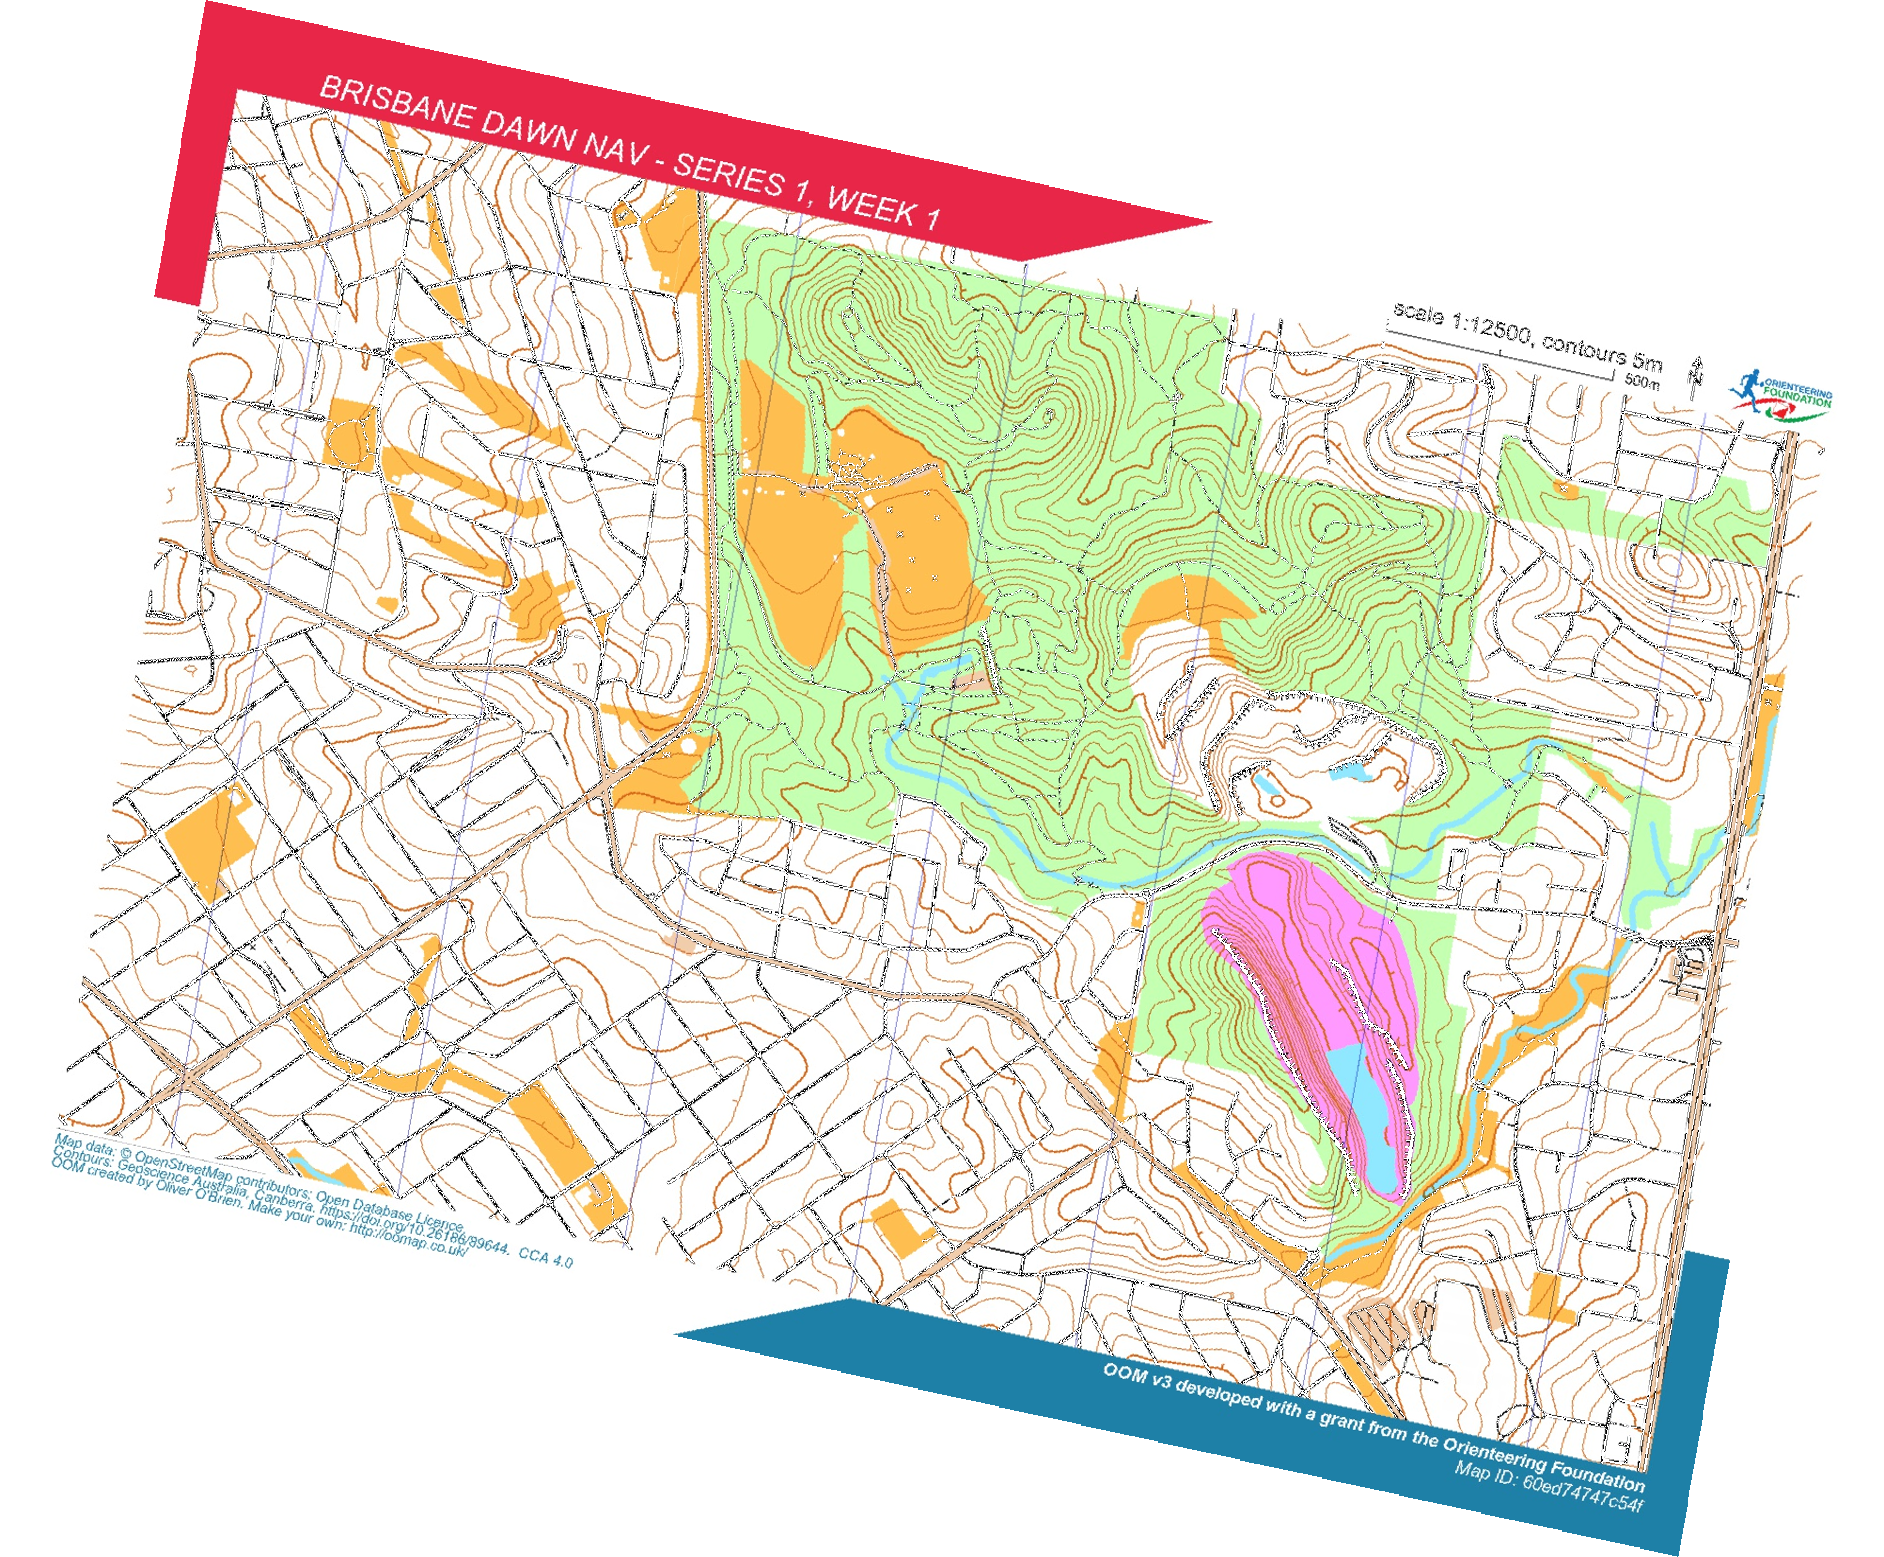 BRISBANE DAWN NAV - SERIES 1, WEEK 1
scale 1:12500, contours 5m
500m
ORIENTEERING
FOUNDATION
Map data: © OpenStreetMap contributors: Open Database Licence.
Contours: Geoscience Australia, Canberra. https://doi.org/10.26186/89644. CCA 4.0
OOM created by Oliver O'Brien. Make your own: http://oomap.co.uk/
OOM v3 developed with a grant from the Orienteering Foundation
Map ID: 60ed74747c54f